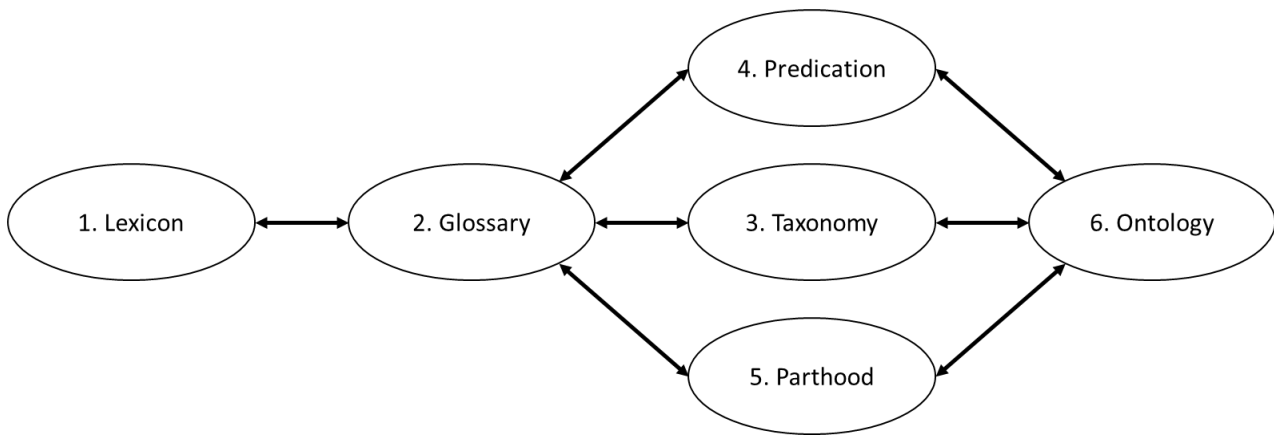 4. Predication
1. Lexicon
2. Glossary
3. Taxonomy
6. Ontology
5. Parthood